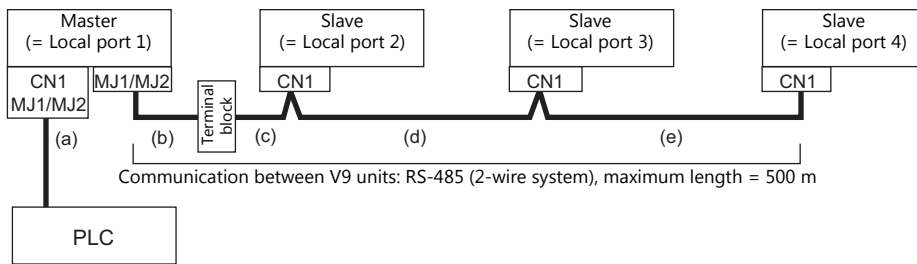 Master
(= Local port 1)
Slave
(= Local port 2)
Slave
(= Local port 3)
Slave
(= Local port 4)
CN1
MJ1/MJ2
MJ1/MJ2
CN1
CN1
CN1
Terminal
block
(a)
(b)
(c)
(d)
(e)
Communication between V9 units: RS-485 (2-wire system), maximum length = 500 m
PLC